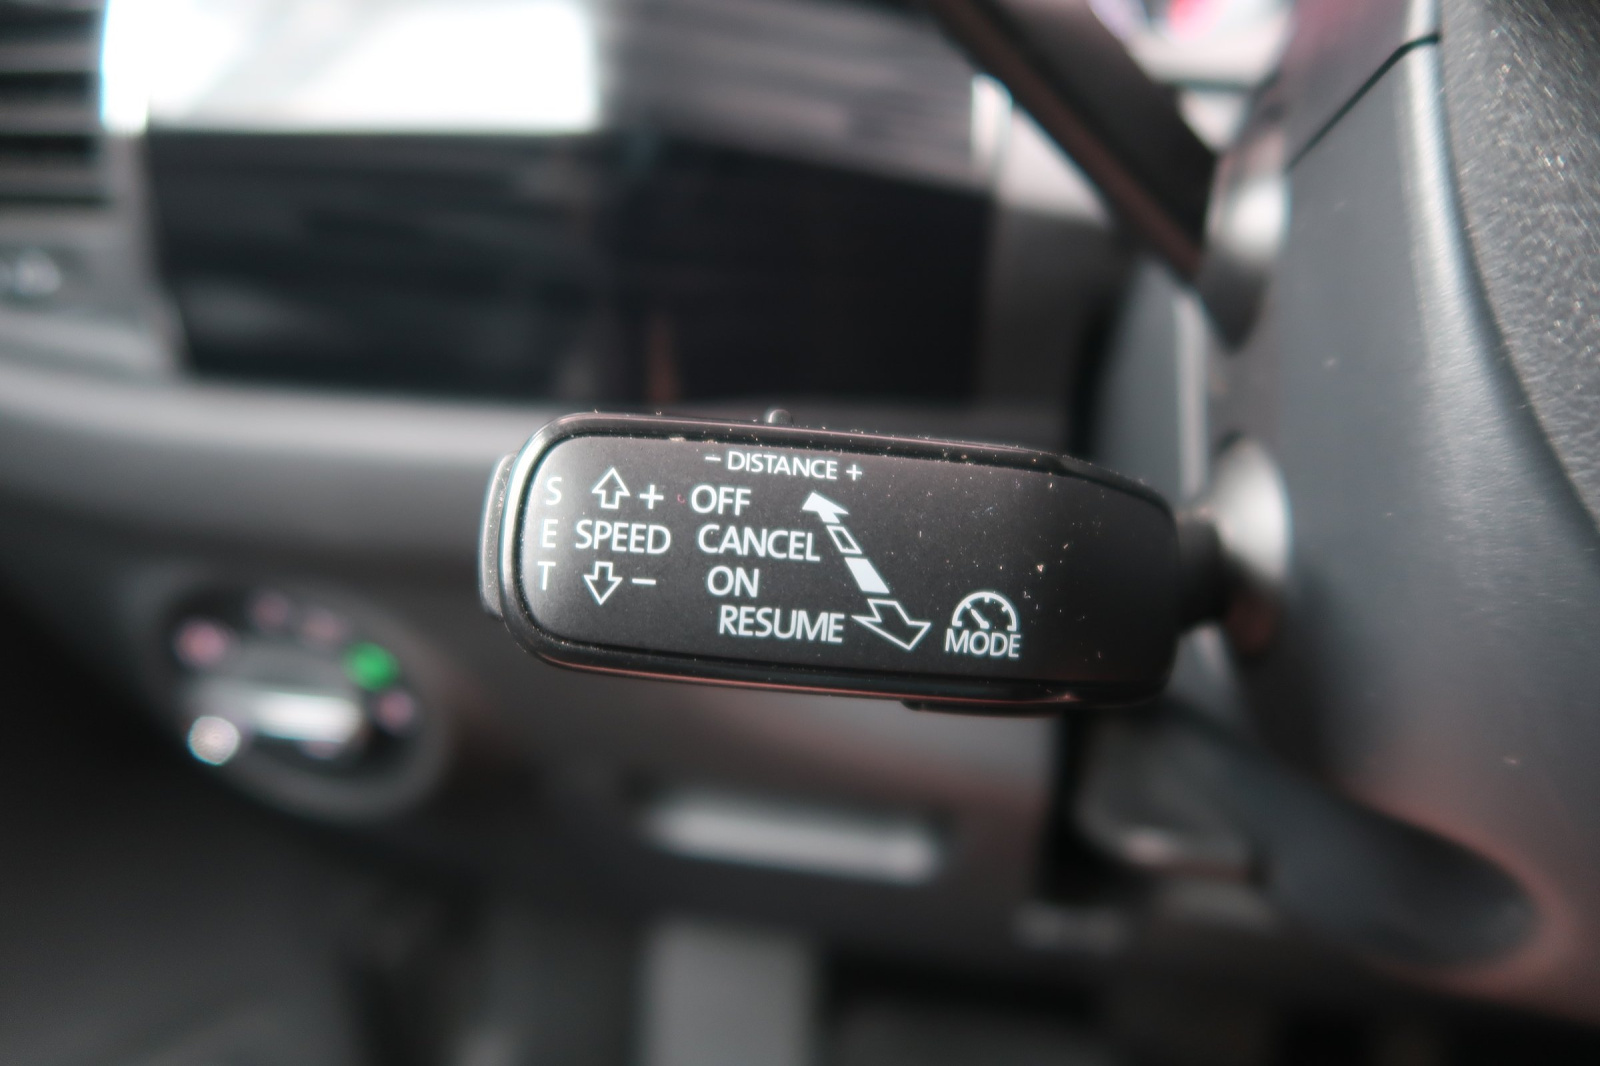 - DISTANCE +
S + OFF
E SPEED CANCEL
T - ON
RESUME
MODE